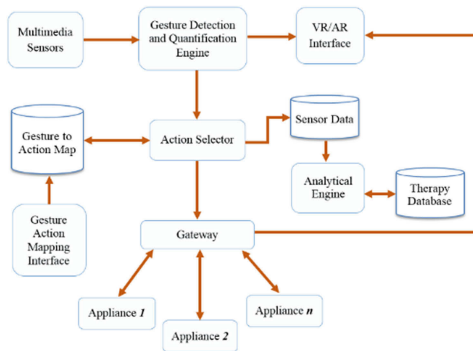 Multimedia
Sensors
Gesture Detection
and Quantification
Engine
VR/AR
Interface
Gesture to
Action Map
Action Selector
Sensor Data
Analytical
Engine
Therapy
Database
Gesture
Action
Mapping
Interface
Gateway
Appliance 1
Appliance 2
Appliance n